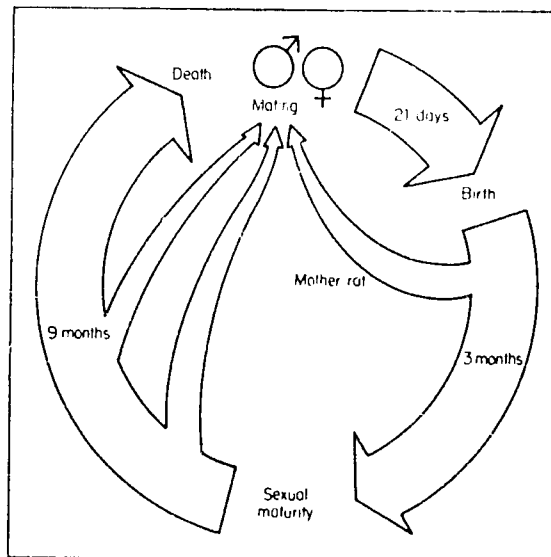 Death
Mating
21 days
Birth
Mother rat
9 months
3 months
Sexual
maturity